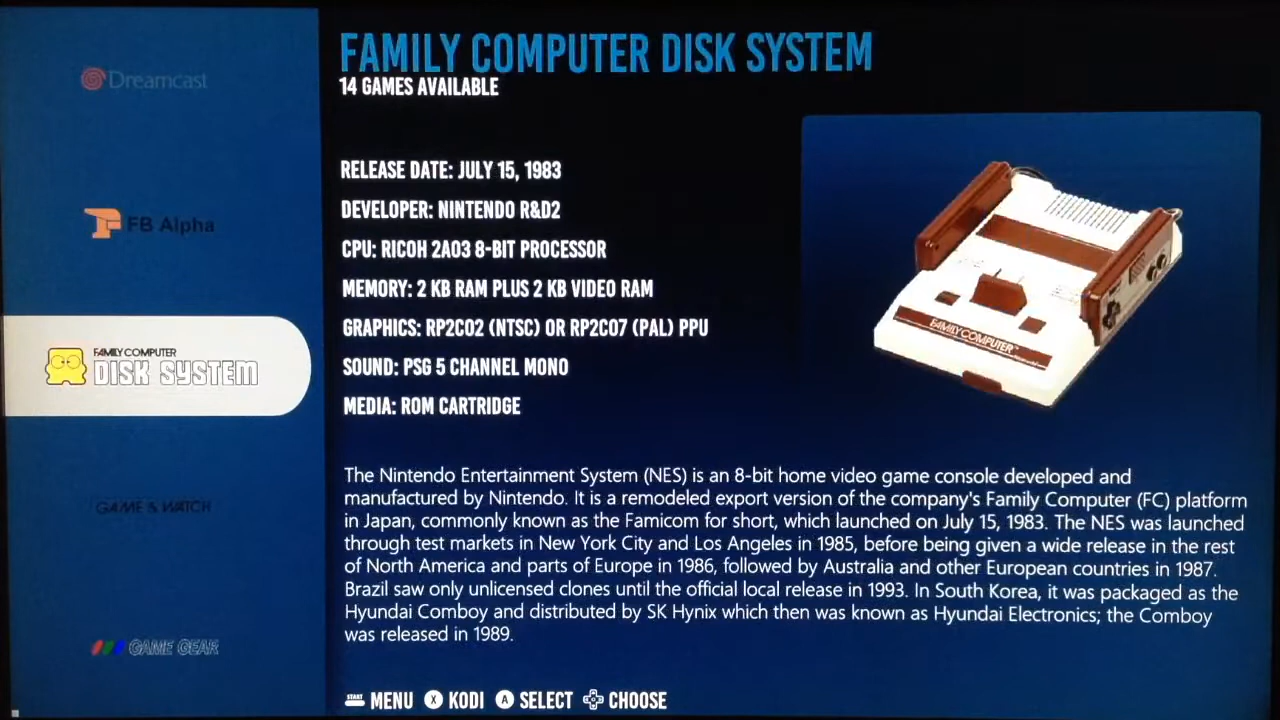 Dreamcast
FB Alpha
FAMILY COMPUTER
DISK SYSTEM
GAME & WATCH
GAME GEAR
FAMILY COMPUTER DISK SYSTEM
14 GAMES AVAILABLE
RELEASE DATE: JULY 15, 1983
DEVELOPER: NINTENDO R&D2
CPU: RICOH 2A03 8-BIT PROCESSOR
MEMORY: 2 KB RAM PLUS 2 KB VIDEO RAM
GRAPHICS: RP2C02 (NTSC) OR RP2C07 (PAL) PPU
SOUND: PSG 5 CHANNEL MONO
MEDIA: ROM CARTRIDGE
FAMILY COMPUTER™
The Nintendo Entertainment System (NES) is an 8-bit home video game console developed and
manufactured by Nintendo. It is a remodeled export version of the company's Family Computer (FC) platform
in Japan, commonly known as the Famicom for short, which launched on July 15, 1983. The NES was launched
through test markets in New York City and Los Angeles in 1985, before being given a wide release in the rest
of North America and parts of Europe in 1986, followed by Australia and other European countries in 1987.
Brazil saw only unlicensed clones until the official local release in 1993. In South Korea, it was packaged as the
Hyundai Comboy and distributed by SK Hynix which then was known as Hyundai Electronics; the Comboy
was released in 1989.
START MENU X KODI A SELECT CHOOSE